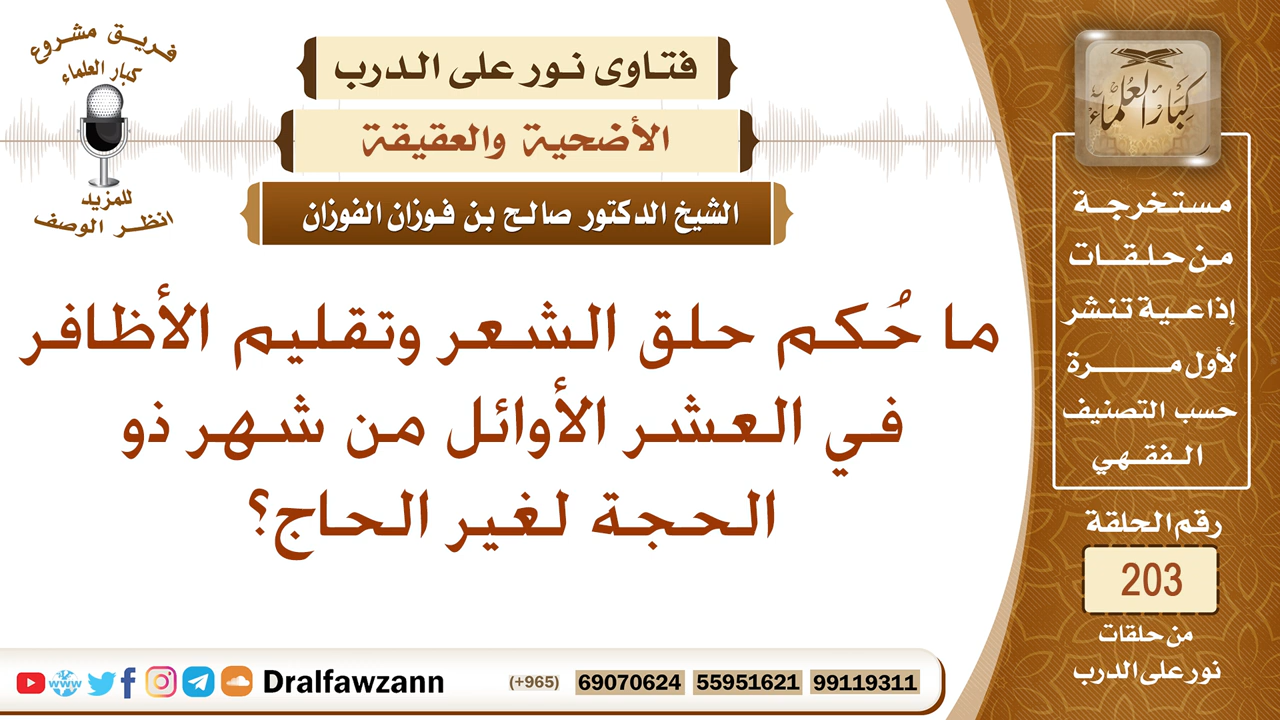 فريق مشروع
كبار العلماء
للمزيد
انظر الوصف
فتاوى نور على الدرب
الأضحية والعقيقة
الشيخ الدكتور صالح بن فوزان الفوزان
ما حُكم حلق الشعر وتقليم الأظافر
في العشر الأوائل من شهر ذو
الحجة لغير الحاج؟
كبار العلماء
مستخرجة
من حلقات
إذاعية تنشر
لأول مرة
حسب التصنيف
الفقهي
رقم الحلقة
203
من حلقات
نور على الدرب
www Dralfawzann (+965) 69070624 55951621 99119311